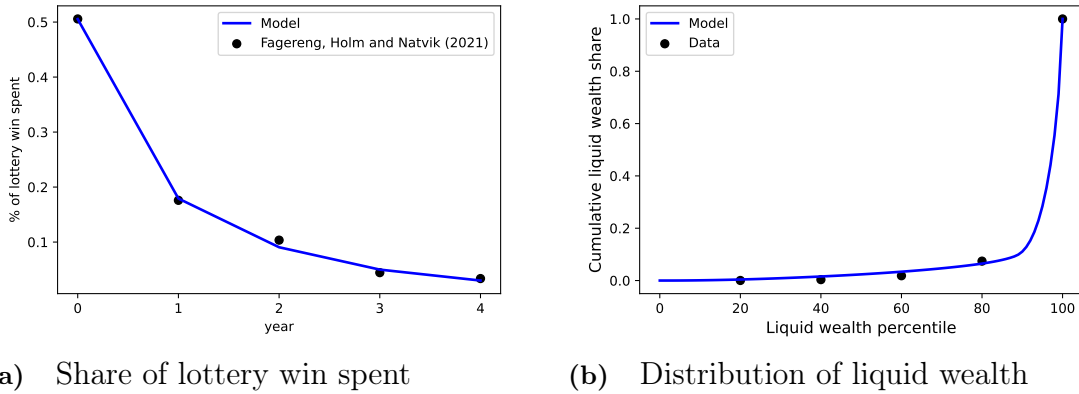 0.5
0.4
0.3
0.2
0.1
% of lottery win spent
Model
Fagereng, Holm and Natvik (2021)
0 1 2 3 4
year
a) Share of lottery win spent
1.0
0.8
0.6
0.4
0.2
0.0
Cumulative liquid wealth share
Model
Data
0 20 40 60 80 100
Liquid wealth percentile
(b) Distribution of liquid wealth